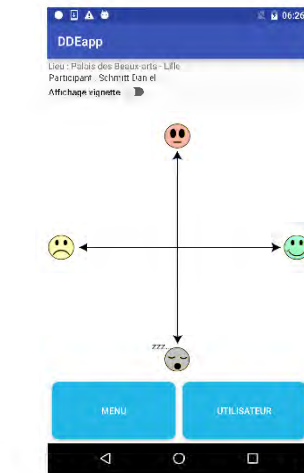 06:26
DDEapp
Lieu : Palais des Beaux-arts - Lille
Participant : Schmitt Daniel
Affichage vignette
zzz...
MENU
UTILISATEUR